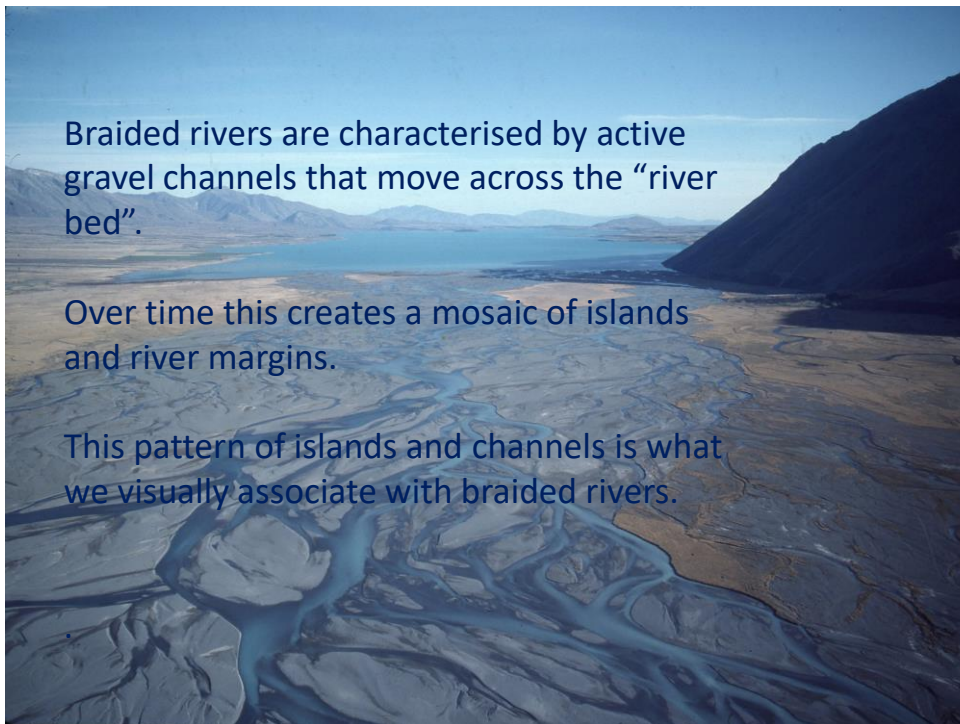 Braided rivers are characterised by active
gravel channels that move across the “river
bed”.
Over time this creates a mosaic of islands
and river margins.
This pattern of islands and channels is what
we visually associate with braided rivers.
.